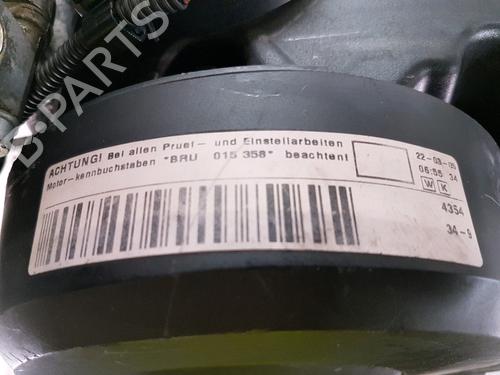 B-PARTS
ACHTUNG! Bei allen Pruef- und Einstellarbeiten
Motor-kennbuchstaben "BRU 015 358" beachten!
22-03-05
06:55 34
W K
4354
34-9